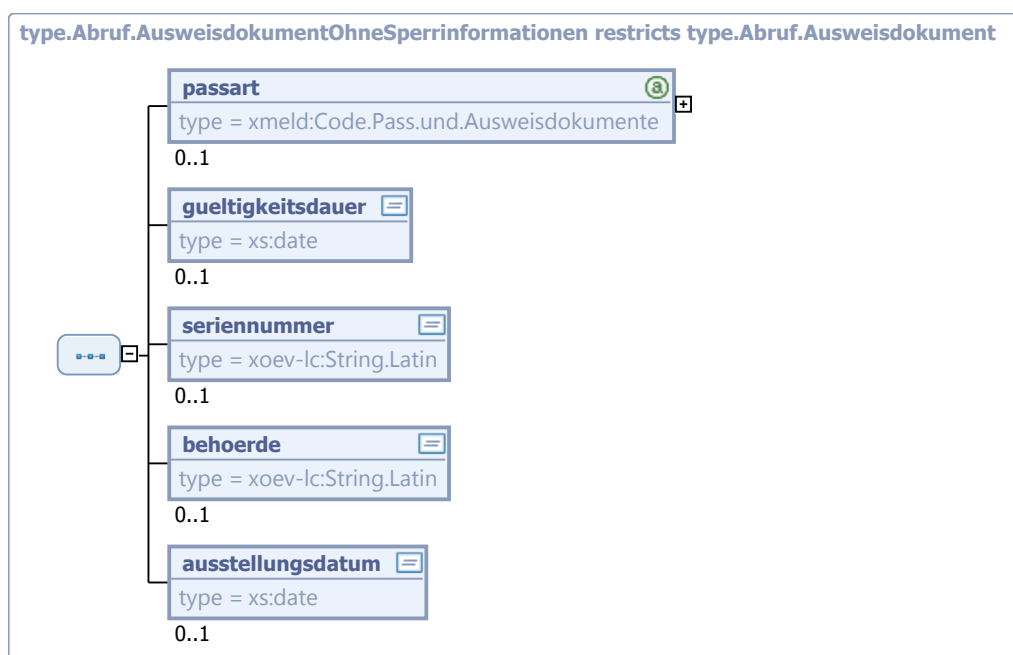 type.Abruf.AusweisdokumentOhneSperrinformationen restricts type.Abruf.Ausweisdokument
passart
type = xmeld:Code.Pass.und.Ausweisdokumente
0..1
gueltigkeitsdauer
type = xs:date
0..1
seriennummer
type = xoev-lc:String.Latin
0..1
behoerde
type = xoev-lc:String.Latin
0..1
ausstellungsdatum
type = xs:date
0..1